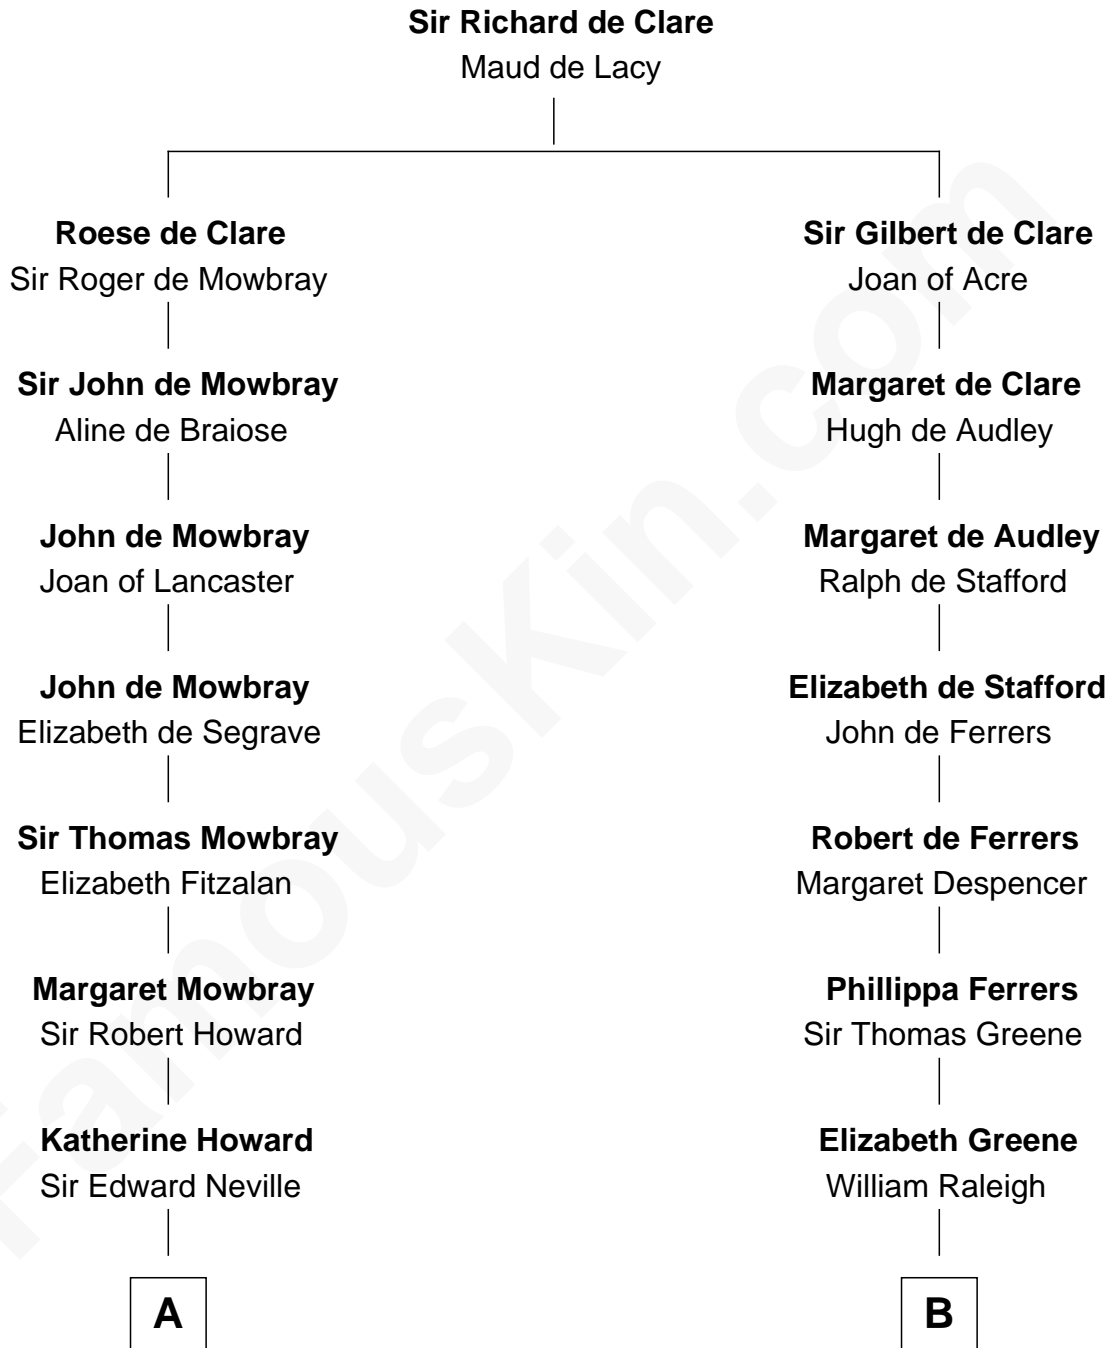 Sir Richard de Clare
Maud de Lacy
Roese de Clare
Sir Roger de Mowbray
Sir Gilbert de Clare
Joan of Acre
Sir John de Mowbray
Aline de Braiose
Margaret de Clare
Hugh de Audley
John de Mowbray
Joan of Lancaster
Margaret de Audley
Ralph de Stafford
John de Mowbray
Elizabeth de Segrave
Elizabeth de Stafford
John de Ferrers
Sir Thomas Mowbray
Elizabeth Fitzalan
Robert de Ferrers
Margaret Despencer
Margaret Mowbray
Sir Robert Howard
Phillippa Ferrers
Sir Thomas Greene
Katherine Howard
Sir Edward Neville
Elizabeth Greene
William Raleigh
A
B
FamousKin.com